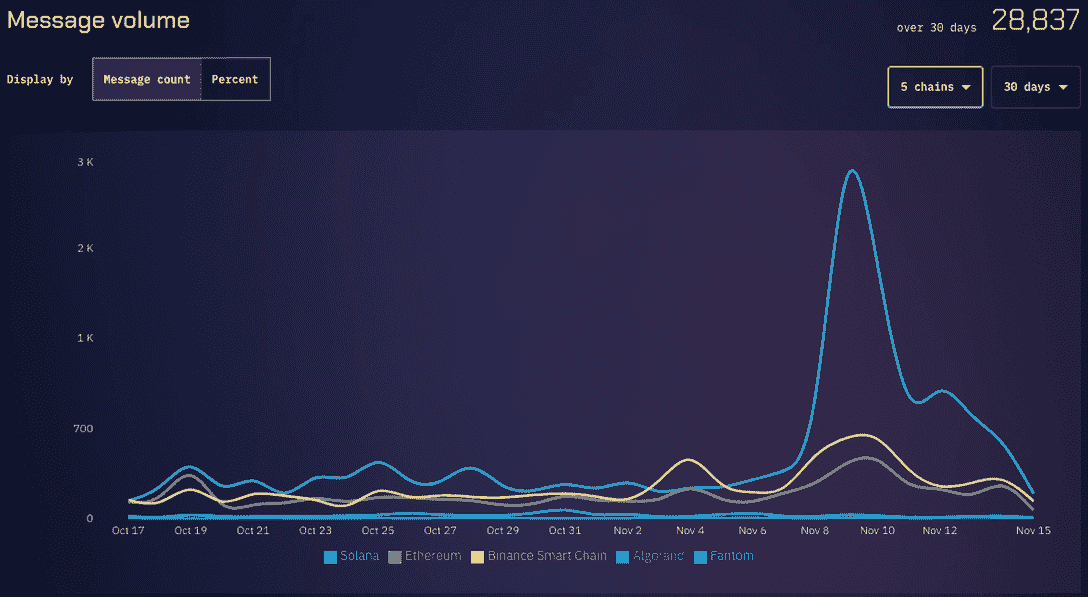 Message volume
over 30 days 28,837
Display by Message count Percent
5 chains 30 days
3 K
2 K
1 K
700
0
Oct 17 Oct 19 Oct 21 Oct 23 Oct 25 Oct 27 Oct 29 Oct 31 Nov 2 Nov 4 Nov 6 Nov 8 Nov 10 Nov 12 Nov 15
Solana Ethereum Binance Smart Chain Algorand Fantom